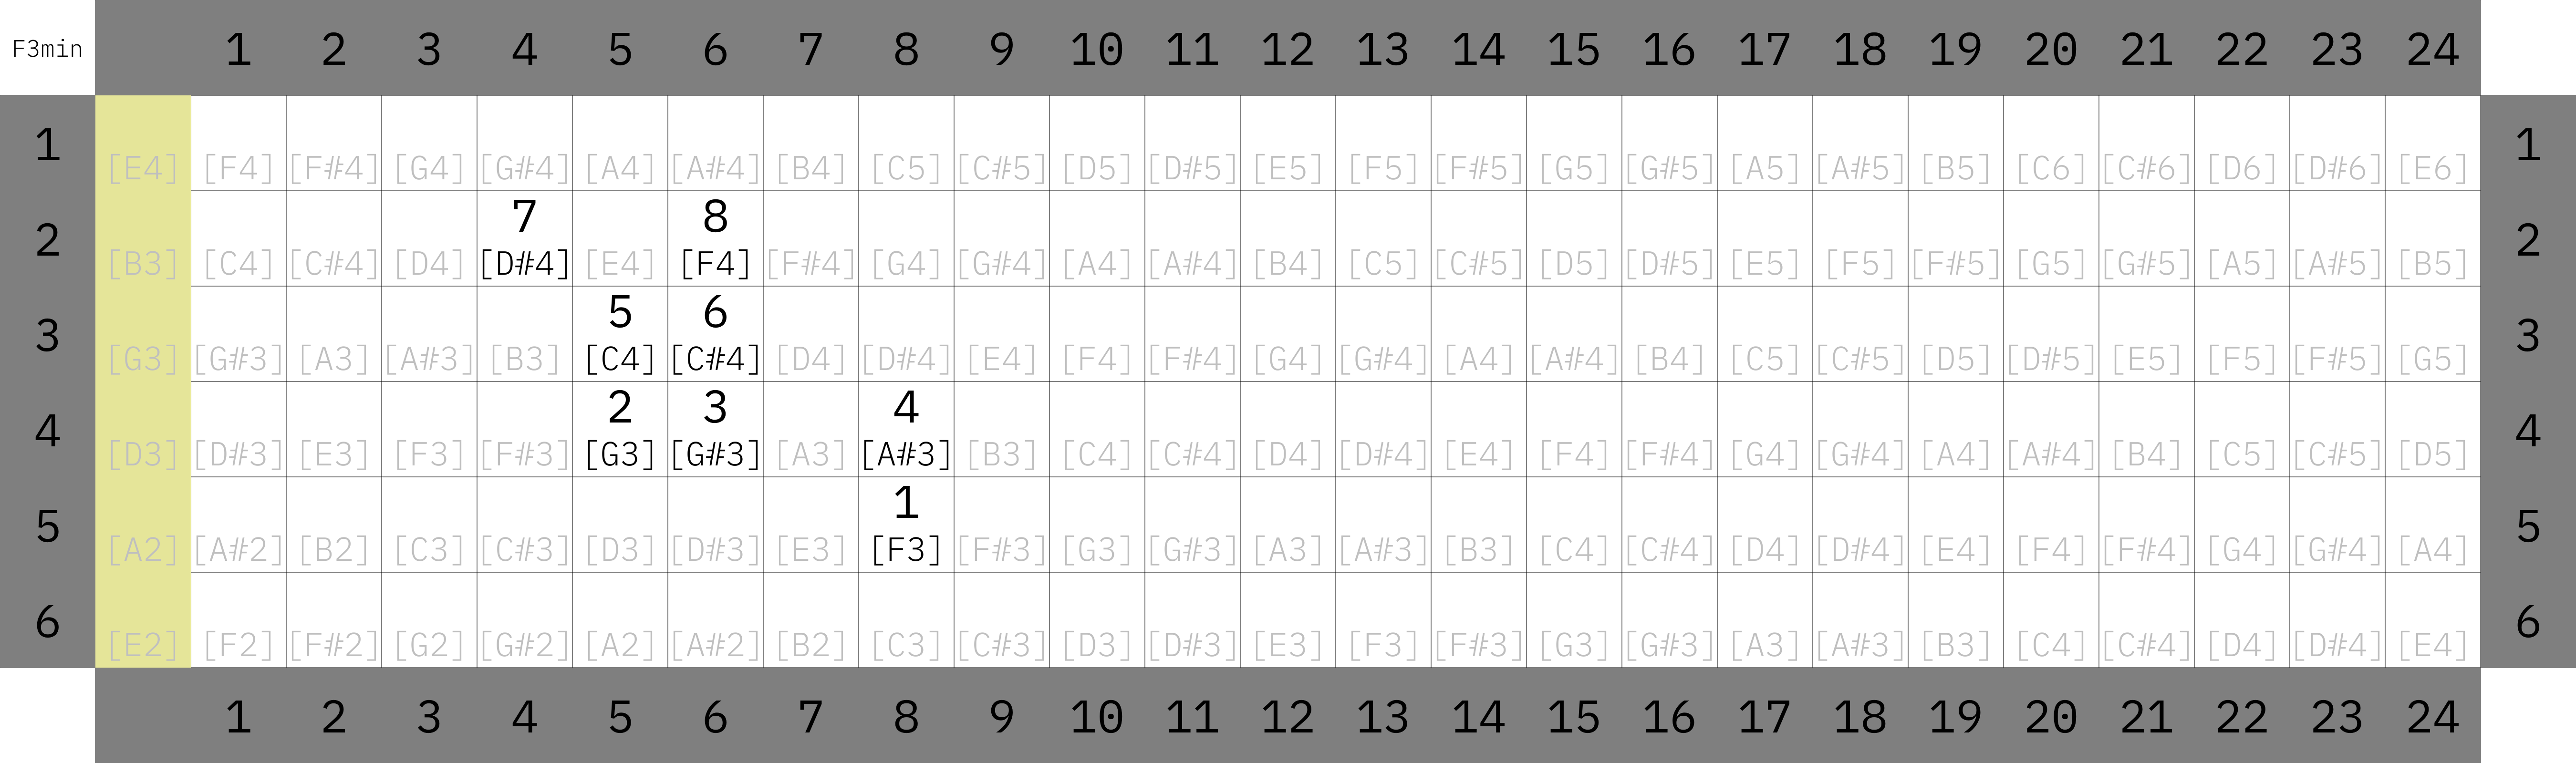 F3min 1 2 3 4 5 6 7 8 9 10 11 12 13 14 15 16 17 18 19 20 21 22 23 24
1 [E4] [F4] [F#4] [G4] [G#4] [A4] [A#4] [B4] [C5] [C#5] [D5] [D#5] [E5] [F5] [F#5] [G5] [G#5] [A5] [A#5] [B5] [C6] [C#6] [D6] [D#6] [E6] 1
7 8
2 [B3] [C4] [C#4] [D4] [D#4] [E4] [F4] [F#4] [G4] [G#4] [A4] [A#4] [B4] [C5] [C#5] [D5] [D#5] [E5] [F5] [F#5] [G5] [G#5] [A5] [A#5] [B5] 2
5 6
3 [G3] [G#3] [A3] [A#3] [B3] [C4] [C#4] [D4] [D#4] [E4] [F4] [F#4] [G4] [G#4] [A4] [A#4] [B4] [C5] [C#5] [D5] [D#5] [E5] [F5] [F#5] [G5] 3
2 3 4
4 [D3] [D#3] [E3] [F3] [F#3] [G3] [G#3] [A3] [A#3] [B3] [C4] [C#4] [D4] [D#4] [E4] [F4] [F#4] [G4] [G#4] [A4] [A#4] [B4] [C5] [C#5] [D5] 4
1
5 [A2] [A#2] [B2] [C3] [C#3] [D3] [D#3] [E3] [F3] [F#3] [G3] [G#3] [A3] [A#3] [B3] [C4] [C#4] [D4] [D#4] [E4] [F4] [F#4] [G4] [G#4] [A4] 5
6 [E2] [F2] [F#2] [G2] [G#2] [A2] [A#2] [B2] [C3] [C#3] [D3] [D#3] [E3] [F3] [F#3] [G3] [G#3] [A3] [A#3] [B3] [C4] [C#4] [D4] [D#4] [E4] 6
1 2 3 4 5 6 7 8 9 10 11 12 13 14 15 16 17 18 19 20 21 22 23 24